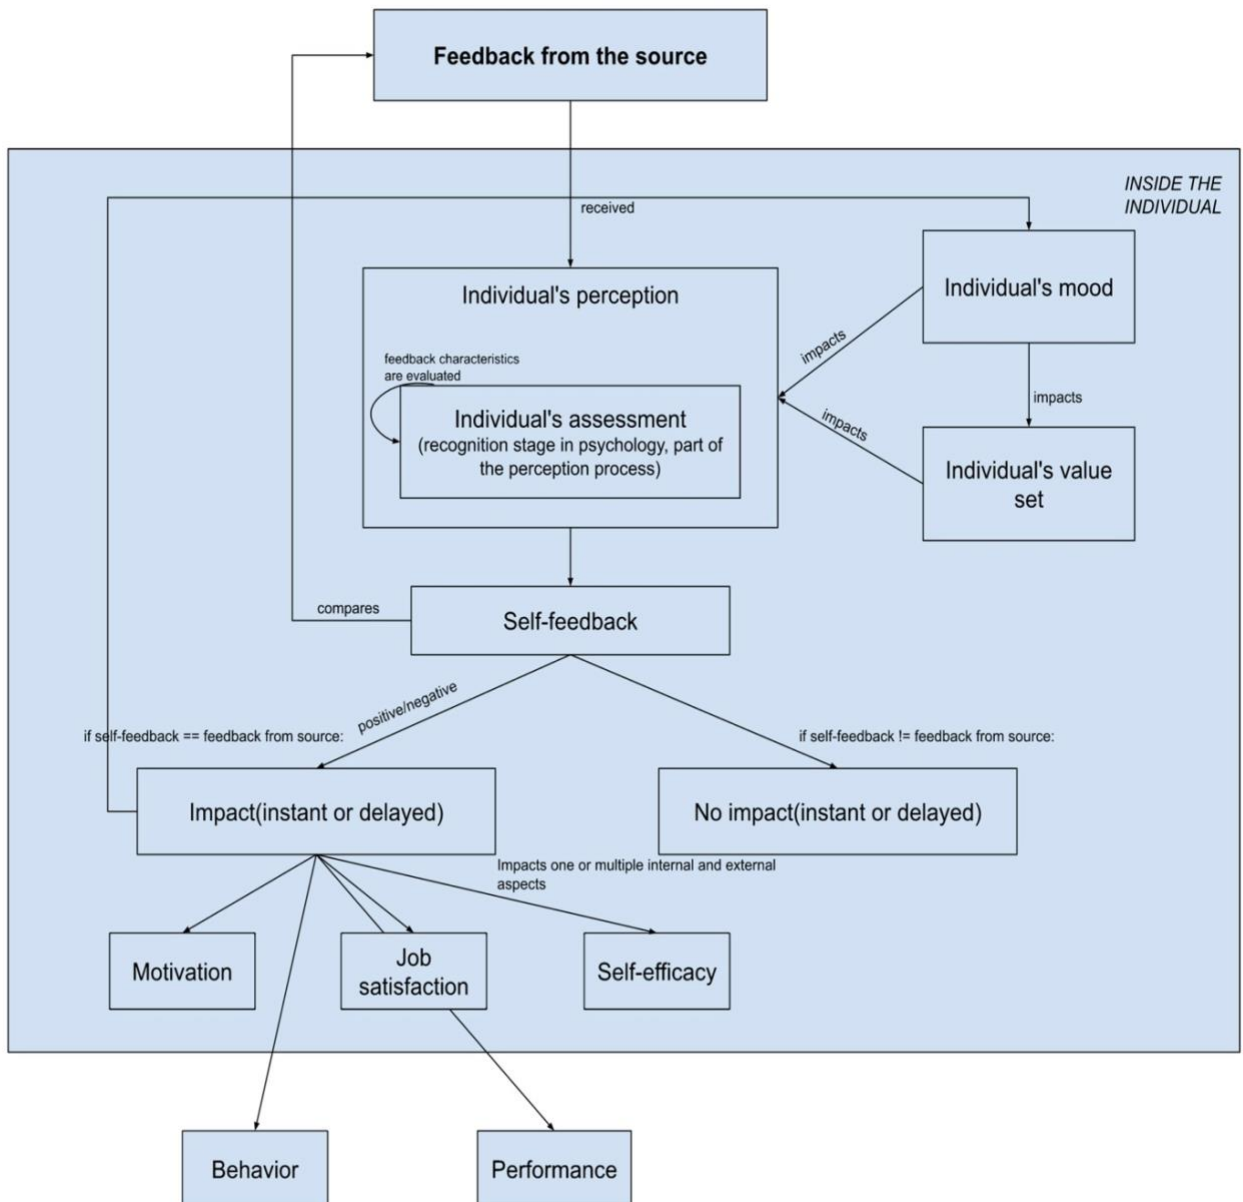 Feedback from the source
INSIDE THE
INDIVIDUAL
received
Individual's perception
Individual's mood
impacts
feedback characteristics
are evaluated
impacts
impacts
Individual's assessment
(recognition stage in psychology, part of
the perception process)
Individual's value
set
compares
Self-feedback
positive/negative
if self-feedback == feedback from source:
if self-feedback != feedback from source:
Impact(instant or delayed)
No impact(instant or delayed)
Impacts one or multiple internal and external
aspects
Motivation
Job
satisfaction
Self-efficacy
Behavior
Performance